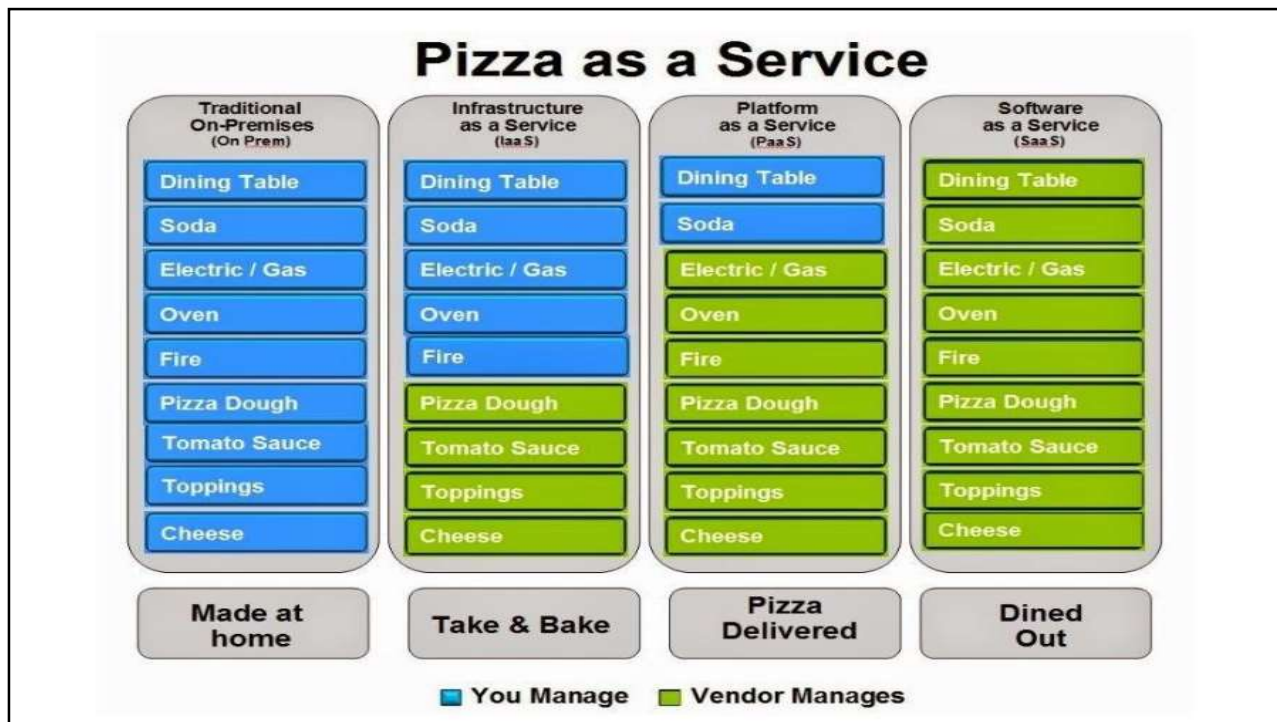 Pizza as a Service
Traditional
On-Premises
(On Prem)
Dining Table
Soda
Electric / Gas
Oven
Fire
Pizza Dough
Tomato Sauce
Toppings
Cheese
Made at
home
Infrastructure
as a Service
(IaaS)
Dining Table
Soda
Electric / Gas
Oven
Fire
Pizza Dough
Tomato Sauce
Toppings
Cheese
Take & Bake
Platform
as a Service
(PaaS)
Dining Table
Soda
Electric / Gas
Oven
Fire
Pizza Dough
Tomato Sauce
Toppings
Cheese
Pizza
Delivered
Software
as a Service
(SaaS)
Dining Table
Soda
Electric / Gas
Oven
Fire
Pizza Dough
Tomato Sauce
Toppings
Cheese
Dined
Out
You Manage
Vendor Manages